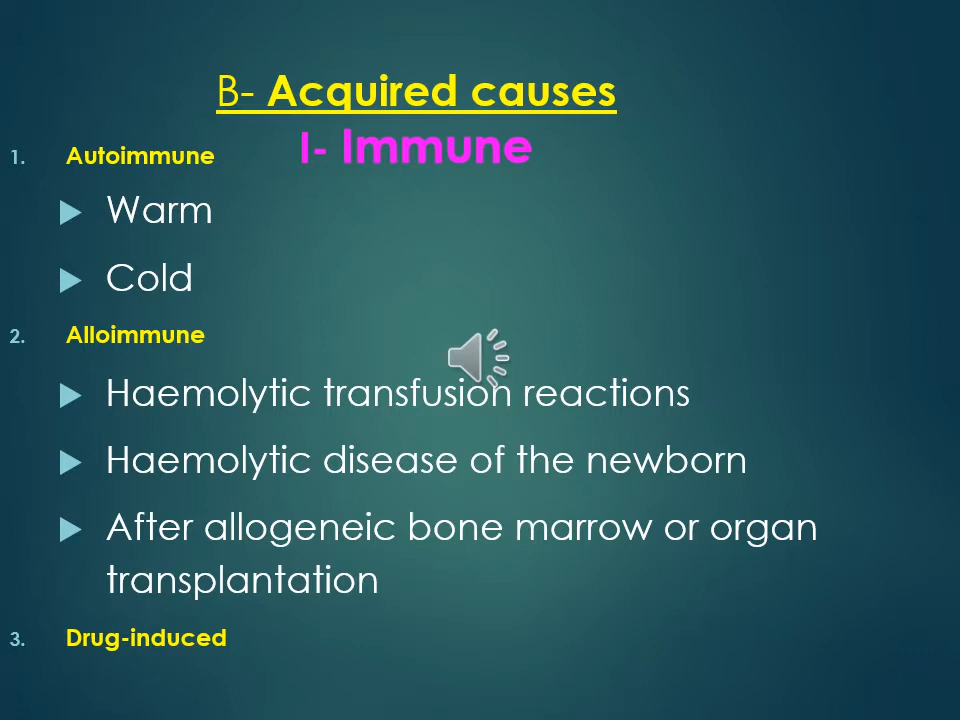 B- Acquired causes
I- Immune
1. Autoimmune
Warm
Cold
2. Alloimmune
Haemolytic transfusion reactions
Haemolytic disease of the newborn
After allogeneic bone marrow or organ
transplantation
3. Drug-induced